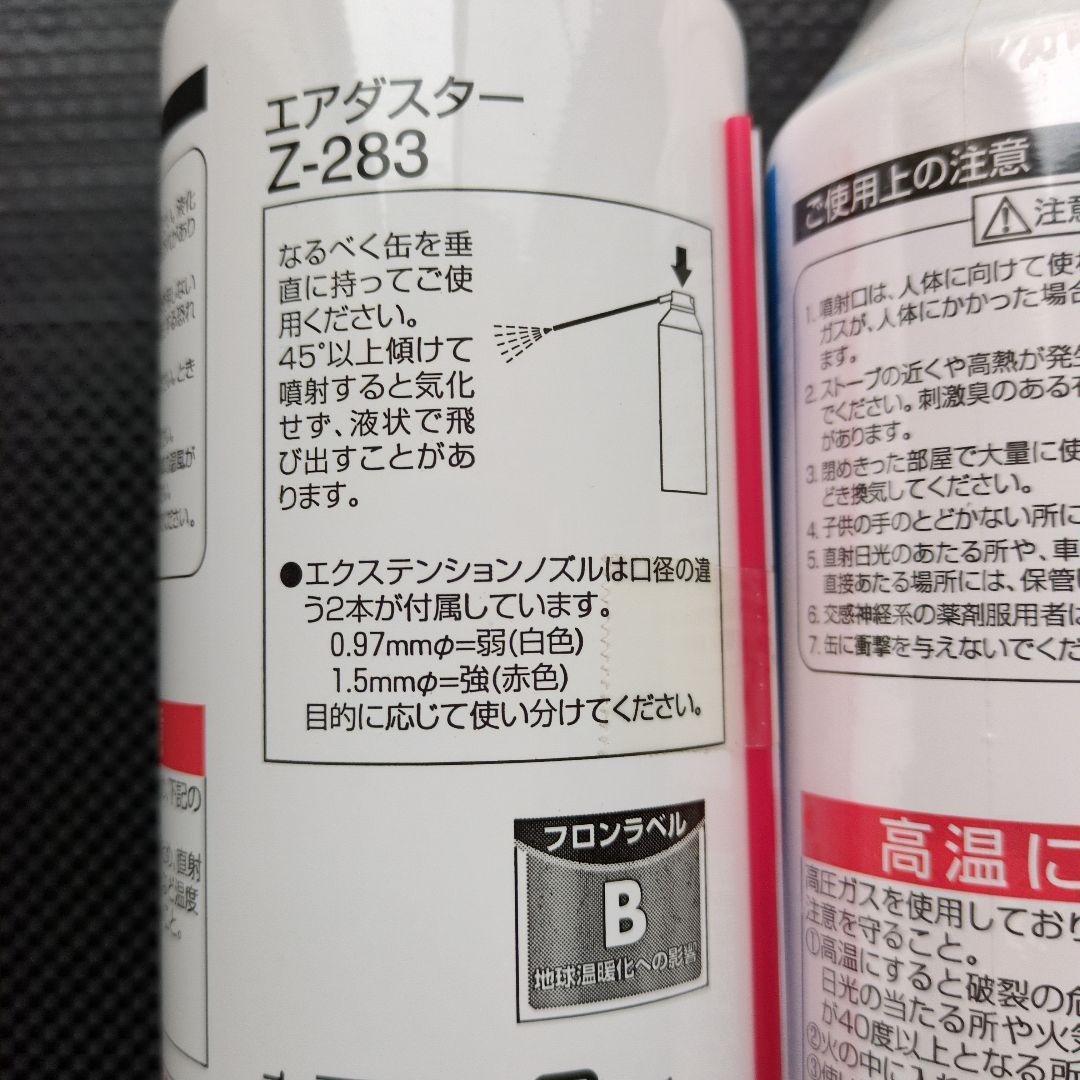 エアダスター
Z-283
なるべく缶を垂
直に持ってご使
用ください。
45°以上傾けて
噴射すると気化
せず、液状で飛
び出すことがあ
ります。
●エクステンションノズルは口径の違
う2本が付属しています。
0.97mmφ=弱(白色)
1.5mmφ=強(赤色)
目的に応じて使い分けてください。
フロンラベル
B
地球温暖化への影響
下記の
直射
温度
こと。
ご使用上の注意
注意
1. 噴射口は、人体に向けて使
ガスが、人体にかかった場合
ます。
2. ストーブの近くや高熱が発生
でください。刺激臭のある
があります。
3. 閉めきった部屋で大量に使
どき換気してください。
4. 子供の手のとどかない所に
5. 直射日光のあたる所や、車
直接あたる場所には、保管
6. 交感神経系の薬剤服用者は
7. 缶に衝撃を与えないでくだ
高温に
高圧ガスを使用しており
注意を守ること。
①高温にすると破裂の危
日光の当たる所や火気
が40度以上となる所
②火の中に入
③使い